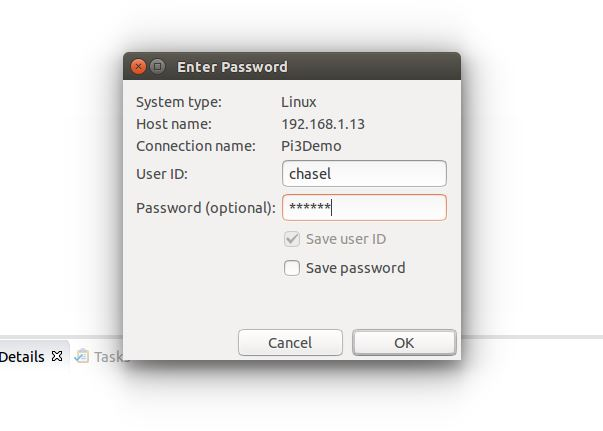 Enter Password
System type: Linux
Host name: 192.168.1.13
Connection name: Pi3Demo
User ID: chasel
Password (optional): ******
Save user ID
Save password
Cancel OK
Details Tasks